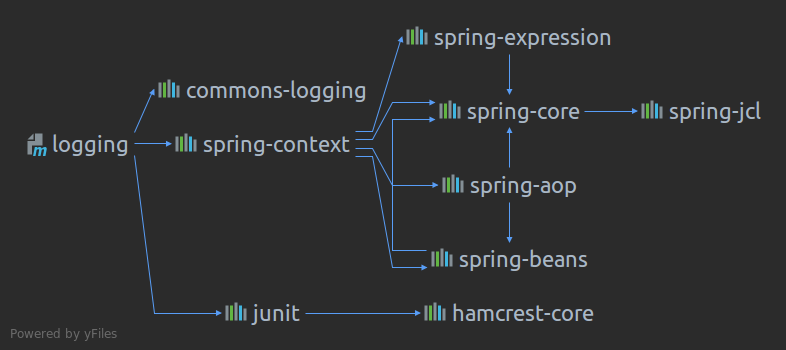 spring-expression
commons-logging
spring-core
spring-jcl
logging
spring-context
spring-aop
spring-beans
junit
hamcrest-core
Powered by yFiles